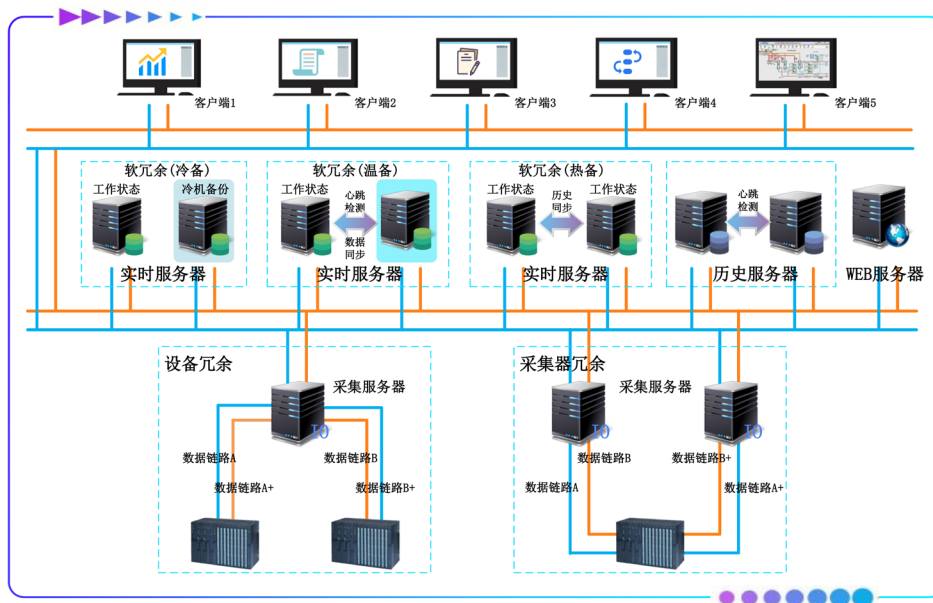 客户端1
客户端2
客户端3
客户端4
客户端5
软冗余(冷备)
工作状态
冷机备份
实时服务器
软冗余(温备)
工作状态
心跳
检测
数据
同步
实时服务器
软冗余(热备)
工作状态
历史
同步
工作状态
实时服务器
心跳
检测
历史服务器
WEB服务器
设备冗余
采集服务器
IO
数据链路A
数据链路B
数据链路A+
数据链路B+
采集器冗余
采集服务器
IO
IO
数据链路B
数据链路B+
数据链路A
数据链路A+